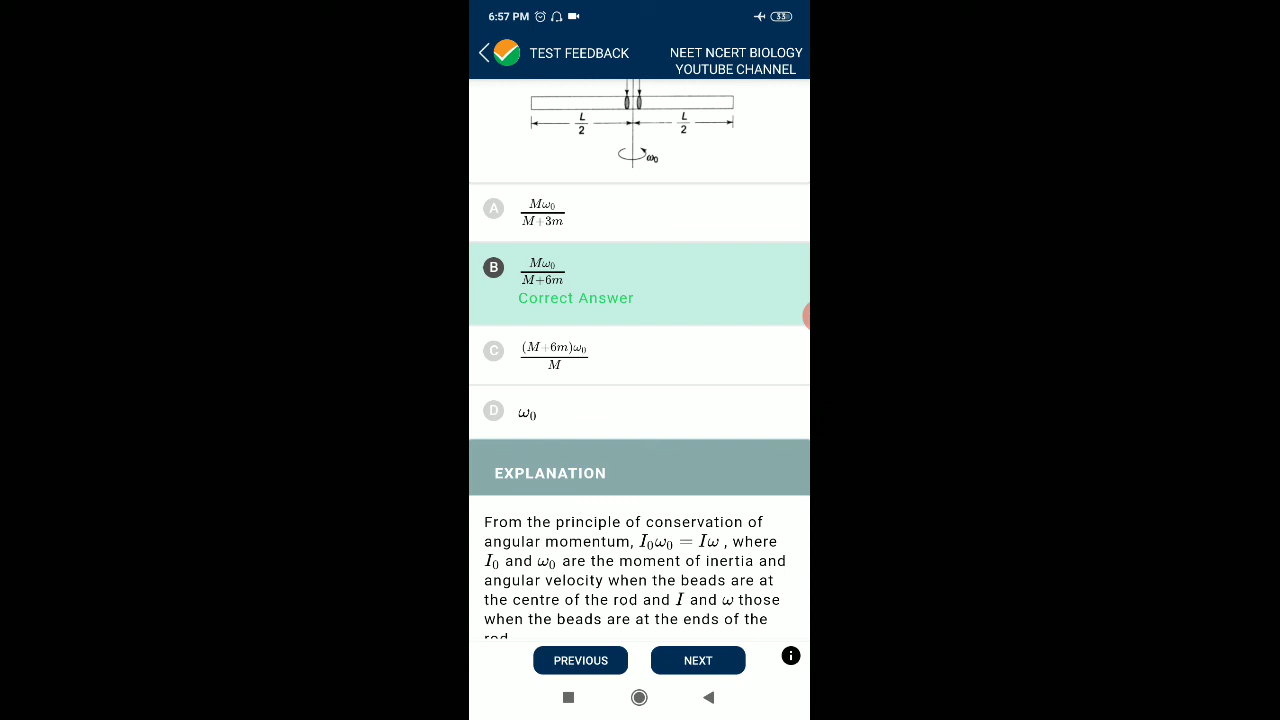 6:57 PM 33
TEST FEEDBACK
NEET NCERT BIOLOGY
YOUTUBE CHANNEL
L/2 L/2
ω₀
A Mω₀/(M+3m)
B Mω₀/(M+6m)
Correct Answer
C (M+6m)ω₀/M
D ω₀
EXPLANATION
From the principle of conservation of
angular momentum, I₀ω₀ = Iω , where
I₀ and ω₀ are the moment of inertia and
angular velocity when the beads are at
the centre of the rod and I and ω those
when the beads are at the ends of the
rod
PREVIOUS NEXT